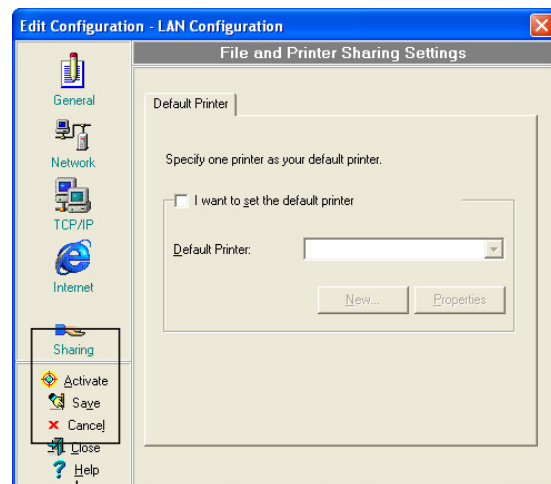 Edit Configuration - LAN Configuration
File and Printer Sharing Settings
General
Network
TCP/IP
Internet
Sharing
Activate
Save
Cancel
Close
Help
Default Printer
Specify one printer as your default printer.
I want to set the default printer
Default Printer:
New...
Properties